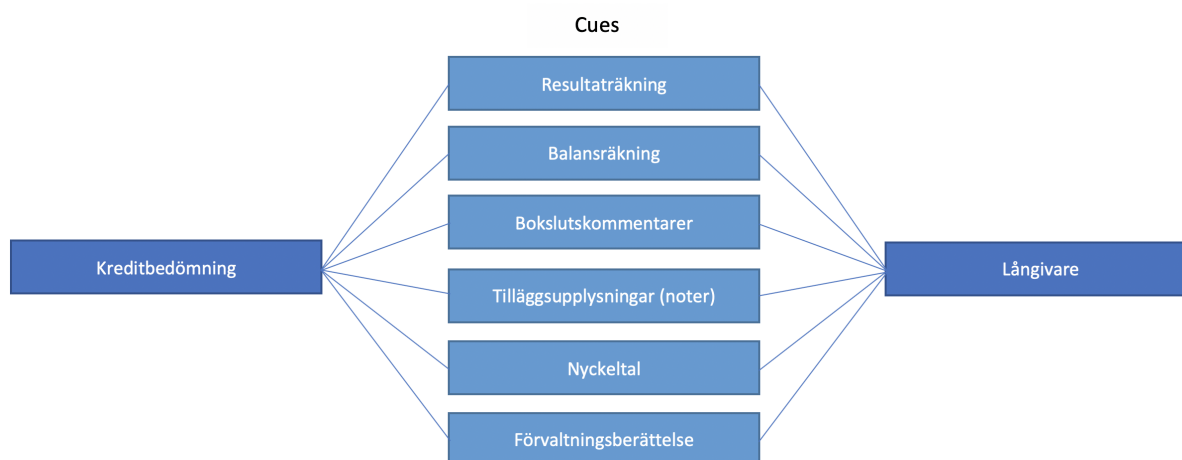 Cues
Resultaträkning
Balansräkning
Bokslutskommentarer
Kreditbedömning
Långivare
Tilläggsupplysningar (noter)
Nyckeltal
Förvaltningsberättelse